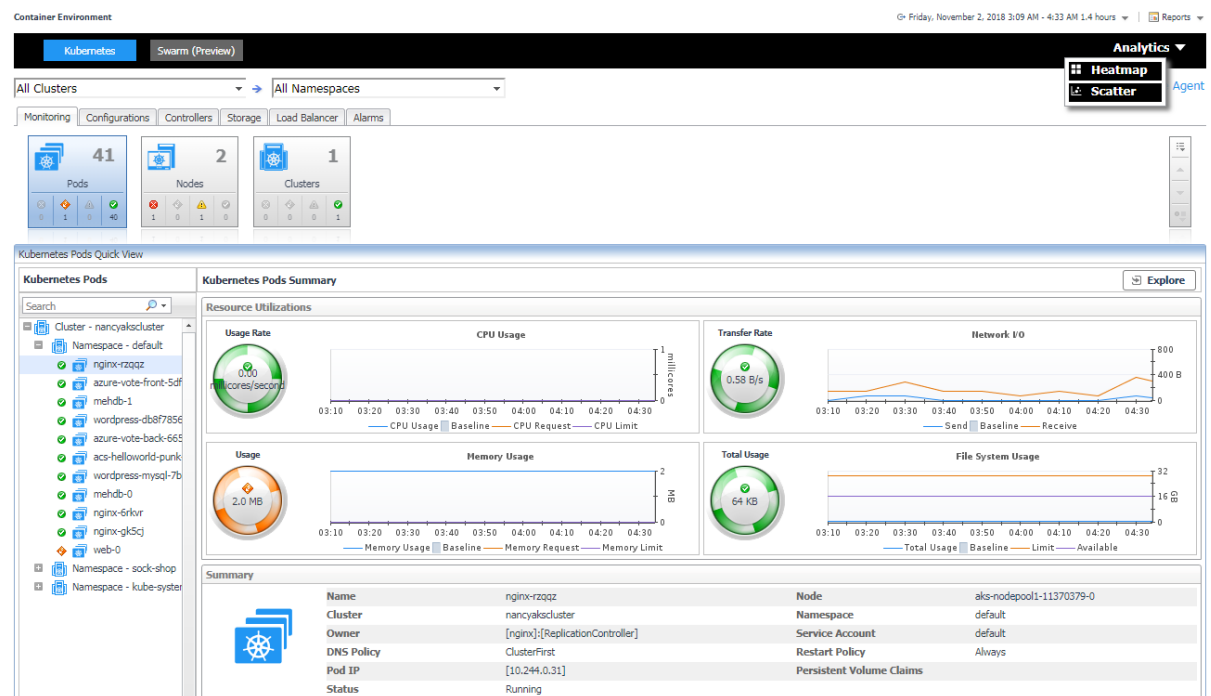 Container Environment
Friday, November 2, 2018 3:09 AM - 4:33 AM 1.4 hours | Reports
Kubernetes Swarm (Preview) Analytics
Heatmap
Scatter
All Clusters All Namespaces Agent
Monitoring Configurations Controllers Storage Load Balancer Alarms
41 2 1
Pods Nodes Clusters
0 1 0 40 1 0 1 0 0 0 0 1
Kubernetes Pods Quick View
Kubernetes Pods Kubernetes Pods Summary Explore
Search
Resource Utilizations
Cluster - nancyakscluster
Namespace - default
nginx-rzqqz
azure-vote-front-5df
mehdb-1
wordpress-db8f7856
azure-vote-back-665
acs-helloworld-punk
wordpress-mysql-7b
mehdb-0
nginx-6rkvr
nginx-gk5cj
web-0
Namespace - sock-shop
Namespace - kube-syster
Usage Rate CPU Usage
0.00
millicores/second
1
millicores
0
03:10 03:20 03:30 03:40 03:50 04:00 04:10 04:20 04:30
CPU Usage Baseline CPU Request CPU Limit
Transfer Rate Network I/O
0.58 B/s
800
400 B
0
03:10 03:20 03:30 03:40 03:50 04:00 04:10 04:20 04:30
Send Baseline Receive
Usage Memory Usage
2.0 MB
2
MB
0
03:10 03:20 03:30 03:40 03:50 04:00 04:10 04:20 04:30
Memory Usage Baseline Memory Request Memory Limit
Total Usage File System Usage
64 KB
32
16 GB
0
03:10 03:20 03:30 03:40 03:50 04:00 04:10 04:20 04:30
Total Usage Baseline Limit Available
Summary
Name nginx-rzqqz Node aks-nodepool1-11370379-0
Cluster nancyakscluster Namespace default
Owner [nginx]:[ReplicationController] Service Account default
DNS Policy ClusterFirst Restart Policy Always
Pod IP [10.244.0.31] Persistent Volume Claims
Status Running